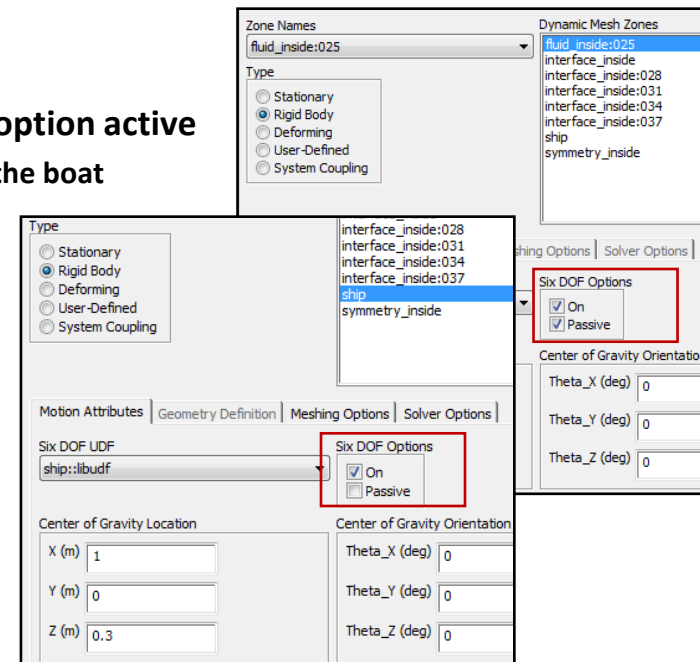 option active
the boat
Zone Names
fluid_inside:025
Type
Stationary
Rigid Body
Deforming
User-Defined
System Coupling
Dynamic Mesh Zones
fluid_inside:025
interface_inside
interface_inside:028
interface_inside:031
interface_inside:034
interface_inside:037
ship
symmetry_inside
shing Options Solver Options
Six DOF Options
On
Passive
Center of Gravity Orientatio
Theta_X (deg) 0
Theta_Y (deg) 0
Theta_Z (deg) 0
Type
Stationary
Rigid Body
Deforming
User-Defined
System Coupling
interface_inside:028
interface_inside:031
interface_inside:034
interface_inside:037
ship
symmetry_inside
Motion Attributes Geometry Definition Meshing Options Solver Options
Six DOF UDF
ship::libudf
Six DOF Options
On
Passive
Center of Gravity Location
X (m) 1
Y (m) 0
Z (m) 0.3
Center of Gravity Orientation
Theta_X (deg) 0
Theta_Y (deg) 0
Theta_Z (deg) 0